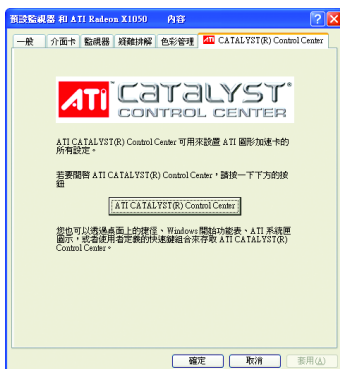 預設監視器 和 ATI Radeon X1050 內容
一般 介面卡 監視器 疑難排解 色彩管理 ATI CATALYST(R) Control Center
ATI CATALYST®
CONTROL CENTER
ATI CATALYST(R) Control Center 可用來設置 ATI 圖形加速卡的
所有設定。
若要開啓 ATI CATALYST(R) Control Center，請按一下下方的按
鈕
ATI CATALYST(R) Control Center
您也可以透過桌面上的捷徑、Windows 開始功能表、ATI 系統匣
圖示，或者使用者定義的快速鍵組合來存取 ATI CATALYST(R)
Control Center。
確定 取消 套用(A)